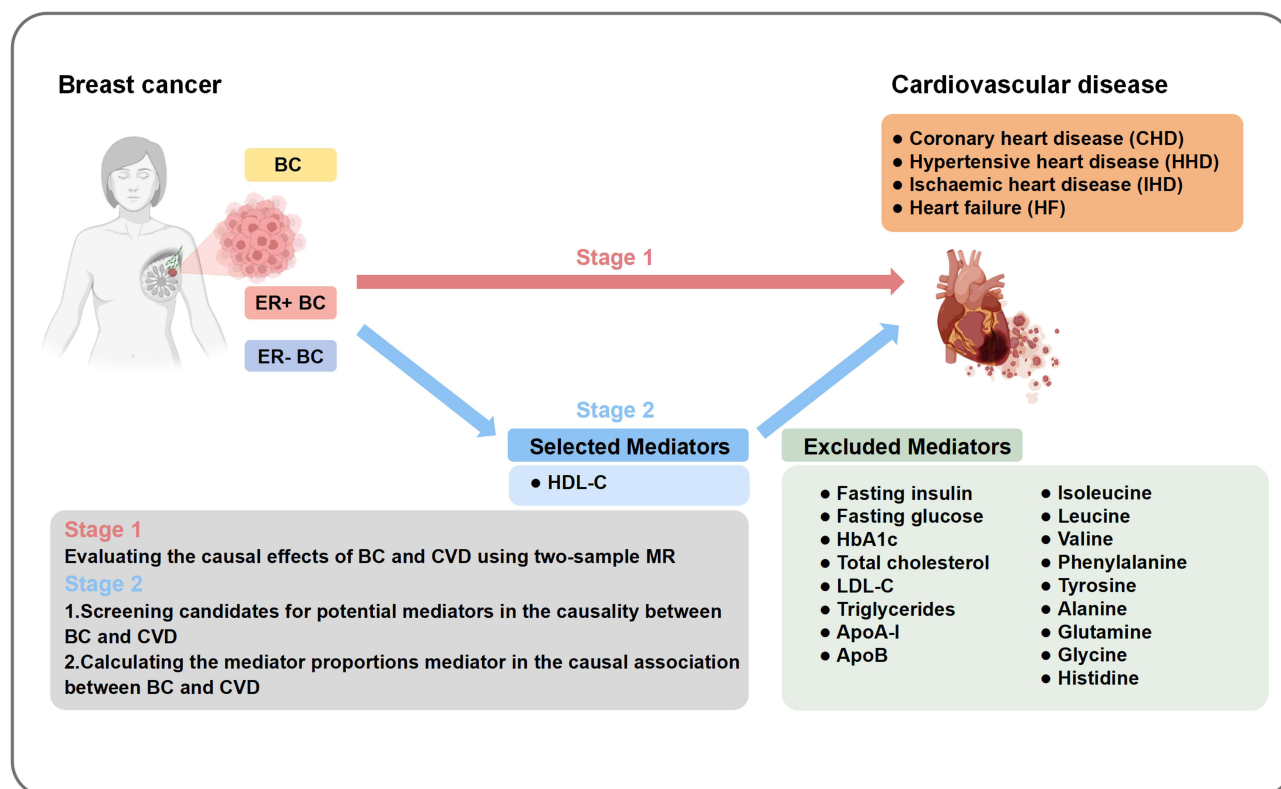 Breast cancer
Cardiovascular disease
● Coronary heart disease (CHD)
● Hypertensive heart disease (HHD)
● Ischaemic heart disease (IHD)
● Heart failure (HF)
BC
ER+ BC
ER- BC
Stage 1
Stage 2
Selected Mediators
● HDL-C
Excluded Mediators
● Fasting insulin
● Fasting glucose
● HbA1c
● Total cholesterol
● LDL-C
● Triglycerides
● ApoA-I
● ApoB
● Isoleucine
● Leucine
● Valine
● Phenylalanine
● Tyrosine
● Alanine
● Glutamine
● Glycine
● Histidine
Stage 1
Evaluating the causal effects of BC and CVD using two-sample MR
Stage 2
1.Screening candidates for potential mediators in the causality between
BC and CVD
2.Calculating the mediator proportions mediator in the causal association
between BC and CVD